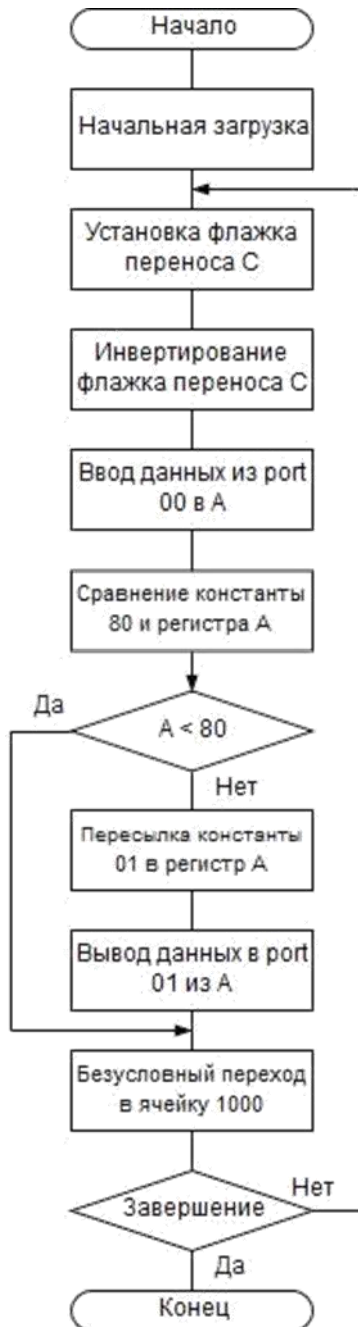 Начало
Начальная загрузка
Установка флажка
переноса С
Инвертирование
флажка переноса С
Ввод данных из port
00 в А
Сравнение константы
80 и регистра А
Да
А < 80
Нет
Пересылка константы
01 в регистр А
Вывод данных в port
01 из А
Безусловный переход
в ячейку 1000
Завершение
Нет
Да
Конец